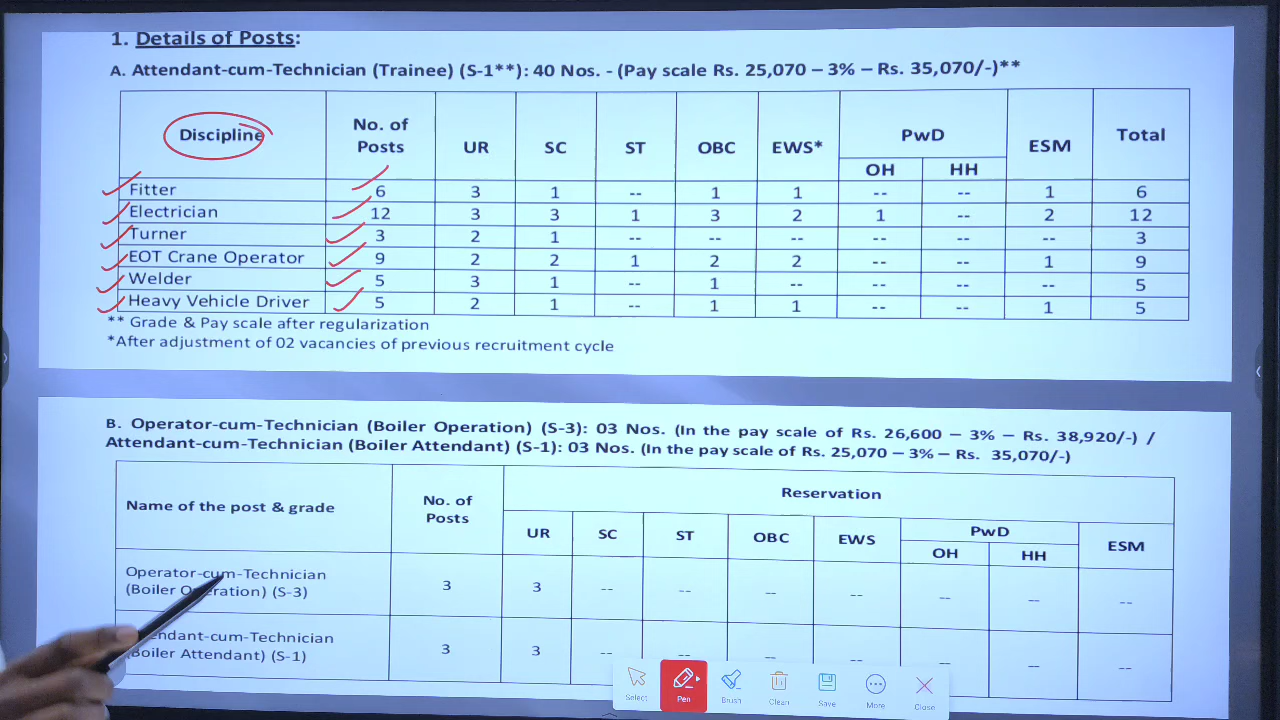 1. Details of Posts:
A. Attendant-cum-Technician (Trainee) (S-1**): 40 Nos. - (Pay scale Rs. 25,070 – 3% – Rs. 35,070/-)**
Discipline No. of Posts UR SC ST OBC EWS* PwD ESM Total
OH HH
Fitter 6 3 1 -- 1 1 -- -- 1 6
Electrician 12 3 3 1 3 2 1 -- 2 12
Turner 3 2 1 -- -- -- -- -- -- 3
EOT Crane Operator 9 2 2 1 2 2 -- -- 1 9
Welder 5 3 1 -- 1 -- -- -- -- 5
Heavy Vehicle Driver 5 2 1 -- 1 1 -- -- 1 5
** Grade & Pay scale after regularization
*After adjustment of 02 vacancies of previous recruitment cycle
B. Operator-cum-Technician (Boiler Operation) (S-3): 03 Nos. (In the pay scale of Rs. 26,600 – 3% – Rs. 38,920/-) /
Attendant-cum-Technician (Boiler Attendant) (S-1): 03 Nos. (In the pay scale of Rs. 25,070 – 3% – Rs. 35,070/-)
Name of the post & grade No. of Posts Reservation
UR SC ST OBC EWS PwD ESM
OH HH
Operator-cum-Technician
(Boiler Operation) (S-3) 3 3 -- -- -- -- -- -- --
-cum-Technician
(Boiler Attendant) (S-1) 3 3 -- -- -- -- -- -- --
Select Pen Brush Clean Save More Close